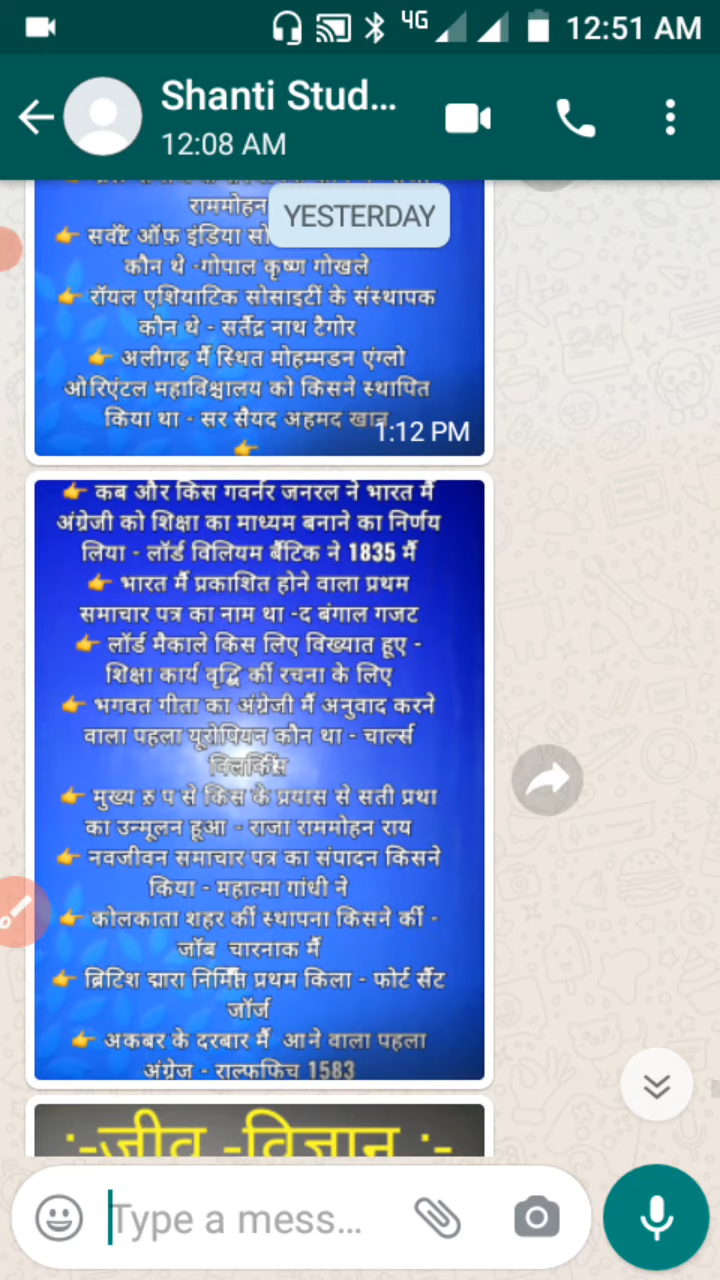 4G 12:51 AM
Shanti Stud...
12:08 AM
राममोहन
YESTERDAY
👉 सर्वेंट ऑफ़ इंडिया सो
कौन थे -गोपाल कृष्ण गोखले
👉 रॉयल एशियाटिक सोसाइटी के संस्थापक
कौन थे - सतेंद्र नाथ टैगोर
👉 अलीगढ़ में स्थित मोहम्मडन एंग्लो
ओरिएंटल महाविद्यालय को किसने स्थापित
किया था - सर सैयद अहमद खान
👉
1:12 PM
👉 कब और किस गवर्नर जनरल ने भारत में
अंग्रेजी को शिक्षा का माध्यम बनाने का निर्णय
लिया - लॉर्ड विलियम बैंटिक ने 1835 में
👉 भारत में प्रकाशित होने वाला प्रथम
समाचार पत्र का नाम था -द बंगाल गजट
👉 लॉर्ड मैकाले किस लिए विख्यात हूए -
शिक्षा कार्य वृद्धि की रचना के लिए
👉 भगवत गीता का अंग्रेजी में अनुवाद करने
वाला पहला यूरोपियन कौन था - चार्ल्स
विलकिंस
👉 मुख्य रु प से किस के प्रयास से सती प्रथा
का उन्मूलन हूआ - राजा राममोहन राय
👉 नवजीवन समाचार पत्र का संपादन किसने
किया - महात्मा गांधी ने
👉 कोलकाता शहर की स्थापना किसने की -
जॉब चारनाक में
👉 ब्रिटिश द्वारा निर्मित प्रथम किला - फोर्ट सैंट
जॉर्ज
👉 अकबर के दरबार में आने वाला पहला
अंग्रेज - राल्फफिच 1583
:-जीव -विज्ञान :-
Type a mess...